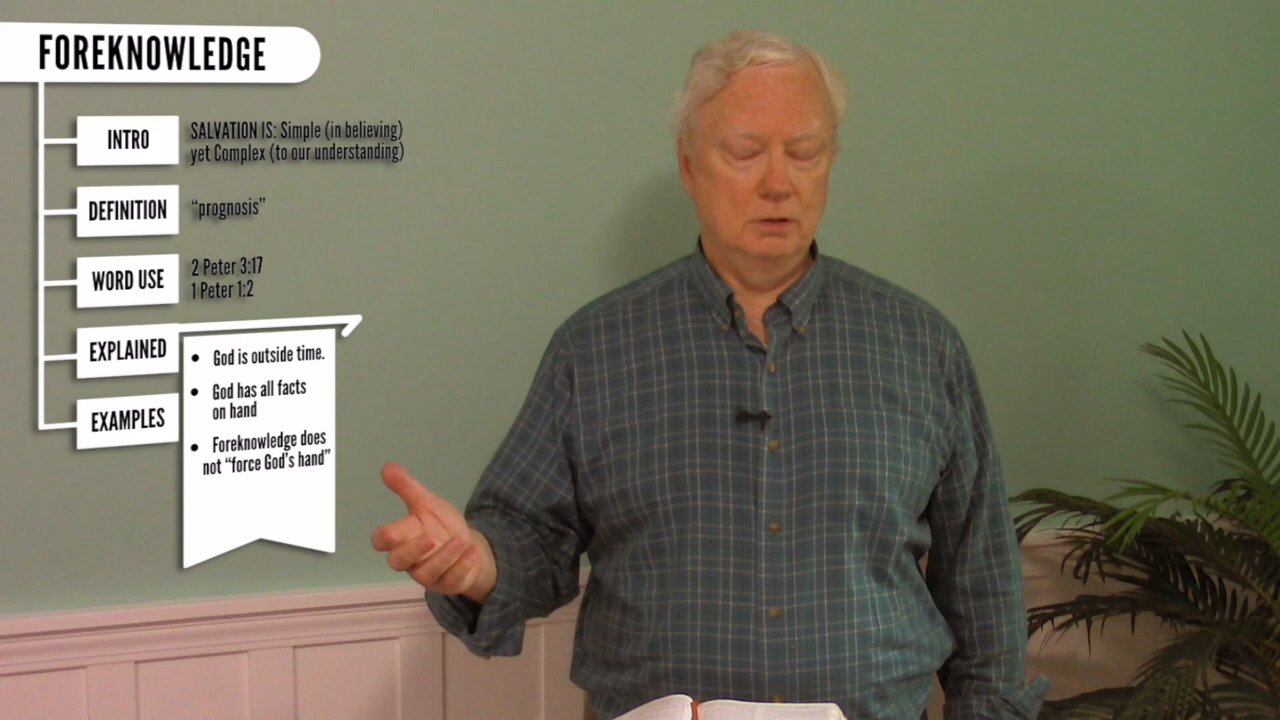 FOREKNOWLEDGE
INTRO
SALVATION IS: Simple (in believing)
yet Complex (to our understanding)
DEFINITION
“prognosis”
WORD USE
2 Peter 3:17
1 Peter 1:2
EXPLAINED
• God is outside time.
• God has all facts
on hand
• Foreknowledge does
not “force God's hand”
EXAMPLES